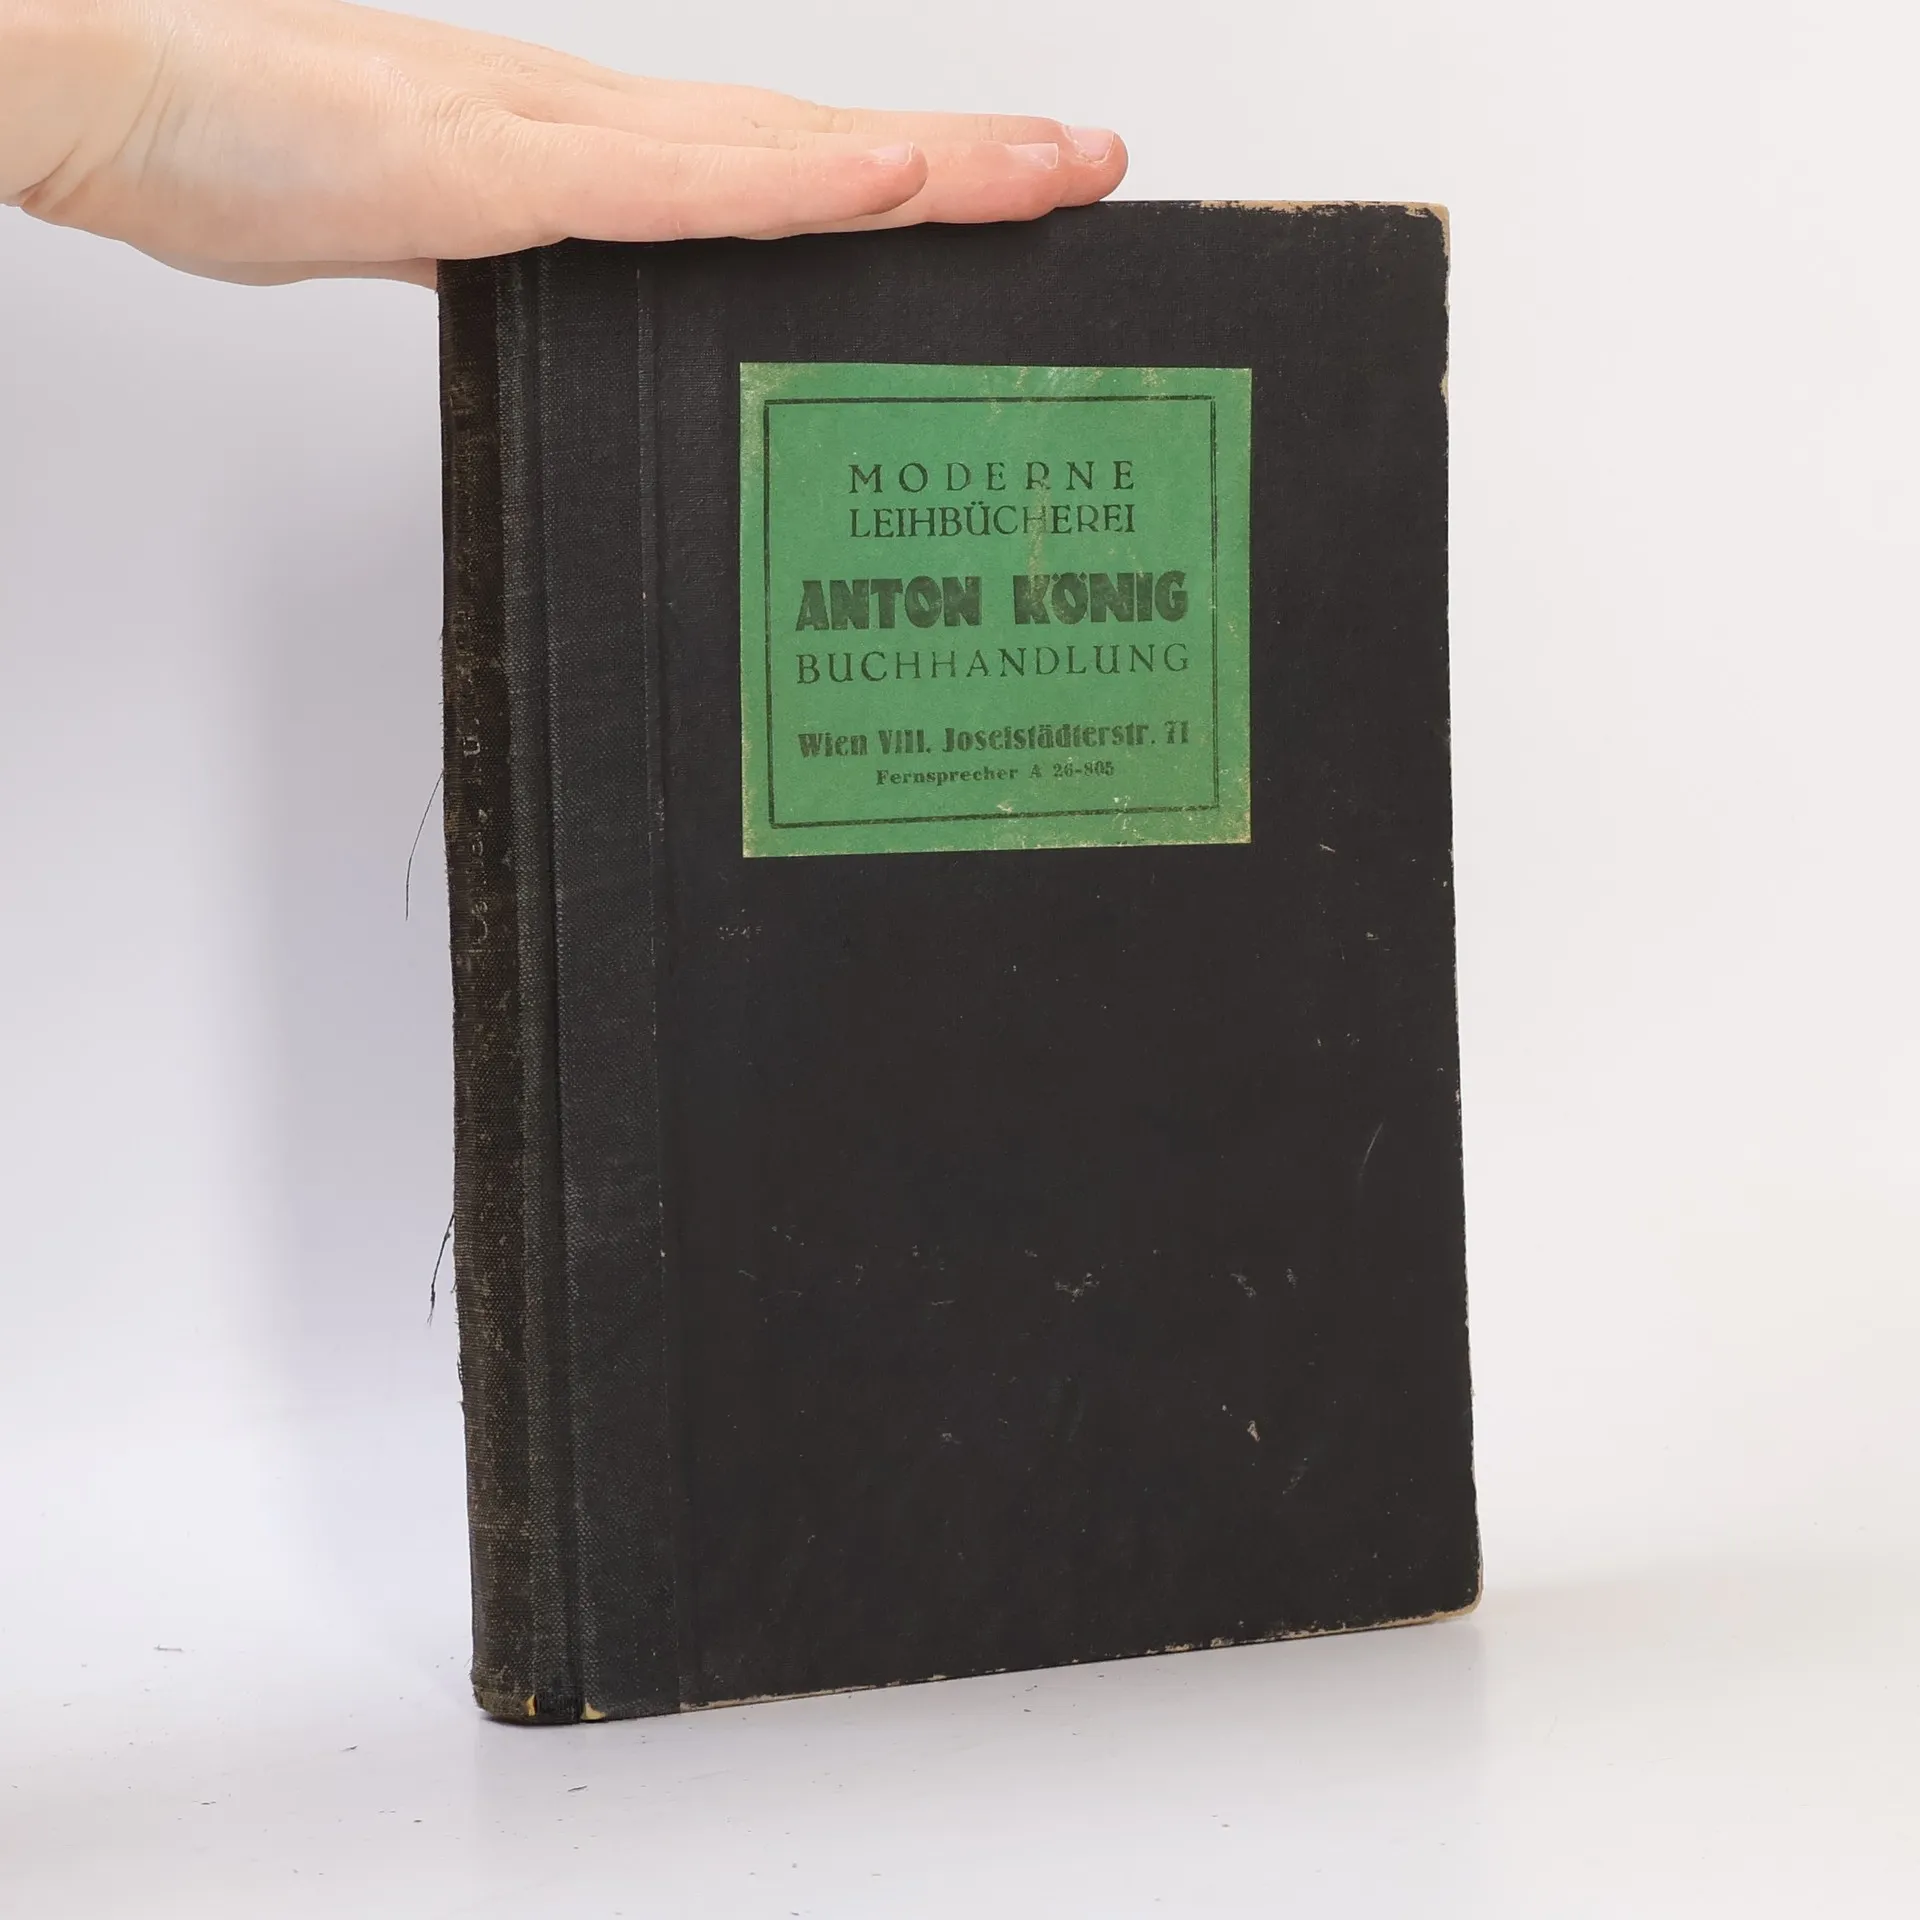 MODERNE
LEIHBÜCHEREI
ANTON KÖNIG
BUCHHANDLUNG
Wien VIII. Josefstädterstr. 71
Fernsprecher A 26-805